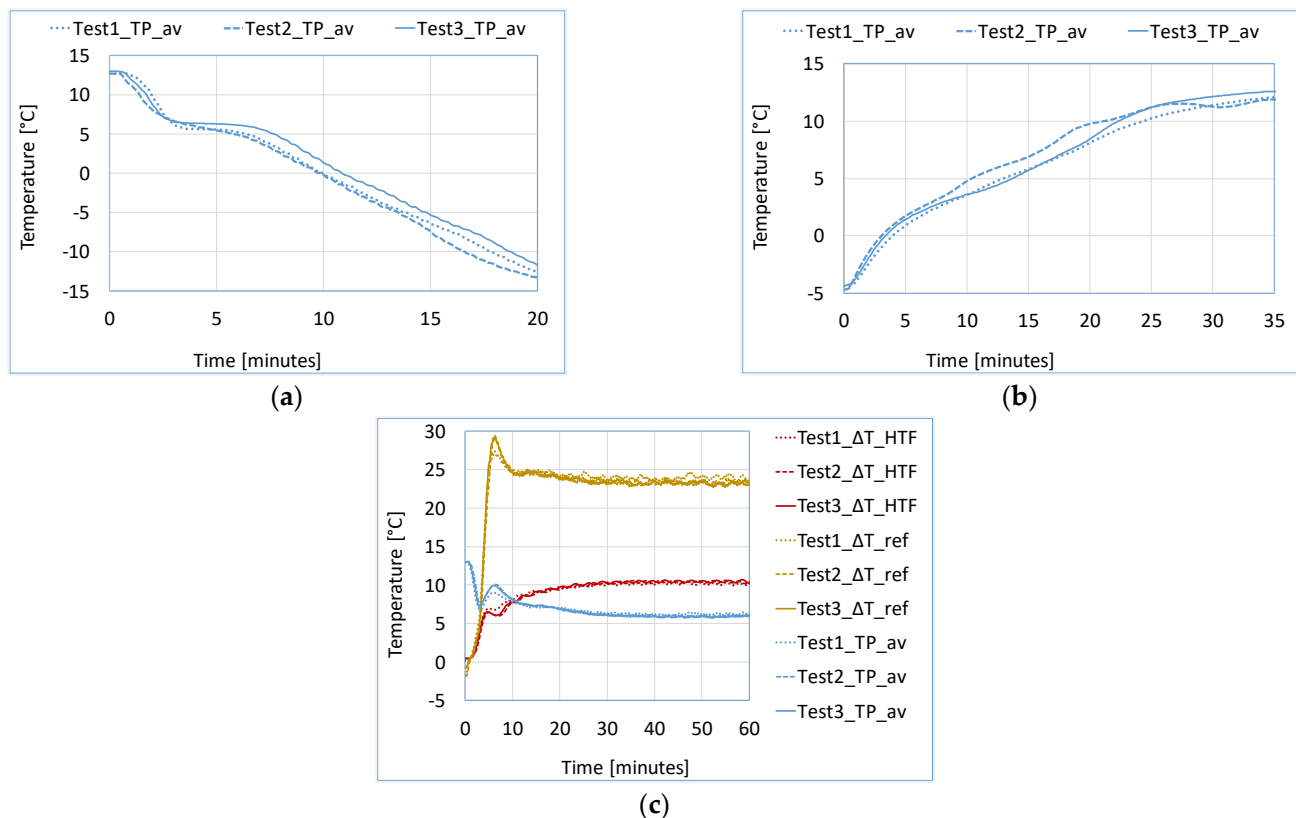 Test1_TP_av Test2_TP_av Test3_TP_av
15
10
5
0
-5
-10
-15
Temperature [°C]
0 5 10 15 20
Time [minutes]
(a)
Test1_TP_av Test2_TP_av Test3_TP_av
15
10
5
0
-5
Temperature [°C]
0 5 10 15 20 25 30 35
Time [minutes]
(b)
30
25
20
15
10
5
0
-5
Temperature [°C]
0 10 20 30 40 50 60
Time [minutes]
Test1_ΔT_HTF
Test2_ΔT_HTF
Test3_ΔT_HTF
Test1_ΔT_ref
Test2_ΔT_ref
Test3_ΔT_ref
Test1_TP_av
Test2_TP_av
Test3_TP_av
(c)